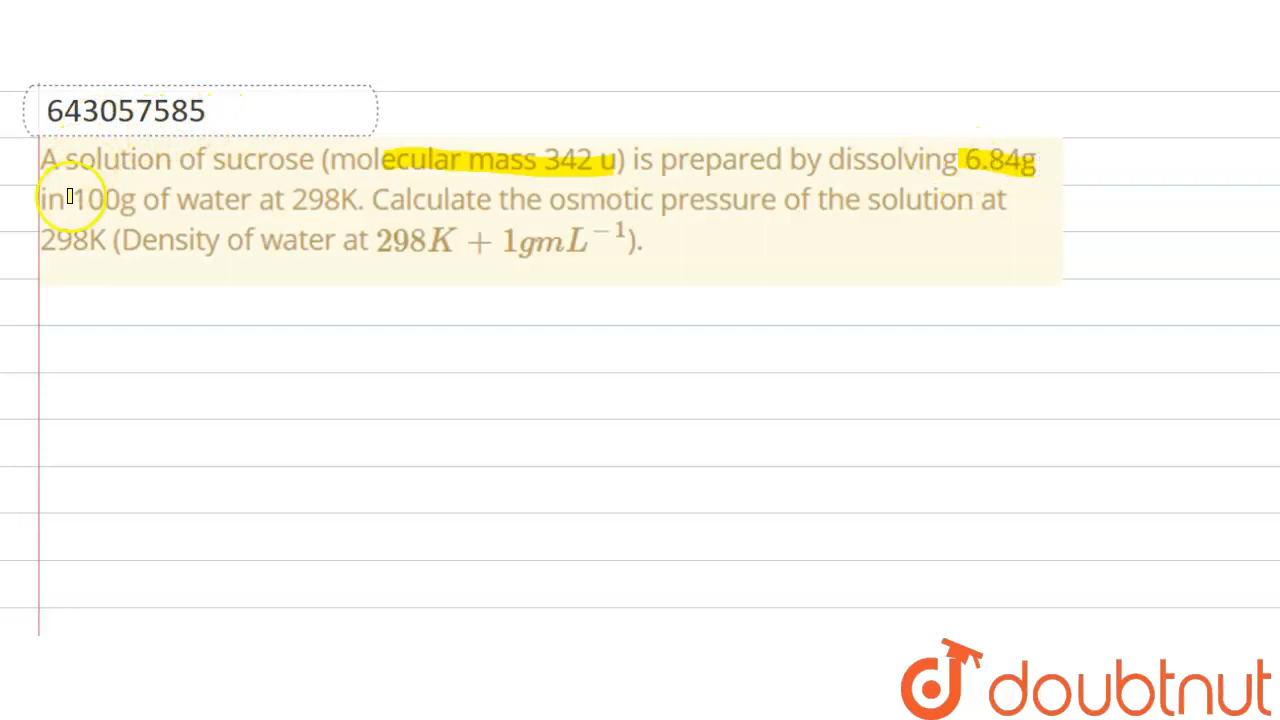 643057585
A solution of sucrose (molecular mass 342 u) is prepared by dissolving 6.84g
in 100g of water at 298K. Calculate the osmotic pressure of the solution at
298K (Density of water at 298K + 1gmL⁻¹).
doubtnut